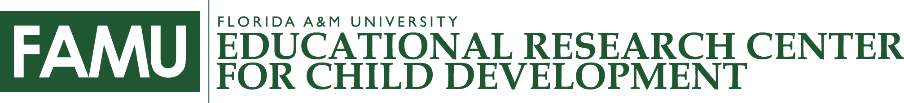 FAMU
FLORIDA A&M UNIVERSITY
EDUCATIONAL RESEARCH CENTER
FOR CHILD DEVELOPMENT